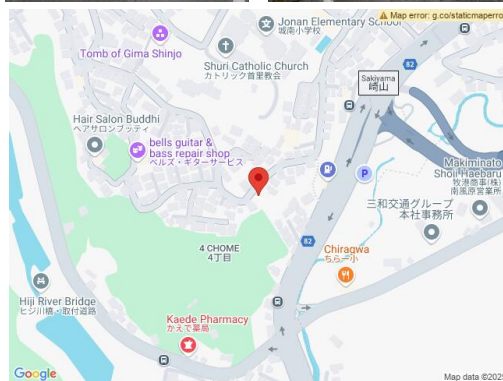 Map error: g.co/staticmaperro
Jonan Elementary School
城南小学校
Tomb of Gima Shinjo
Shuri Catholic Church
カトリック首里教会
82
Sakiyama
崎山
Hair Salon Buddhi
ヘアサロンブッティ
bells guitar &
bass repair shop
ベルズ・ギターサービス
P
Makiminato
Shoji Haebaru
牧港商事(株)
南風原営業所
三和交通グループ
本社事務所
4 CHOME
4丁目
82
Chiragwa
ちらー小
Hiji River Bridge
ヒジ川橋・取付道路
Kaede Pharmacy
かえで薬局
Google
Map data ©202